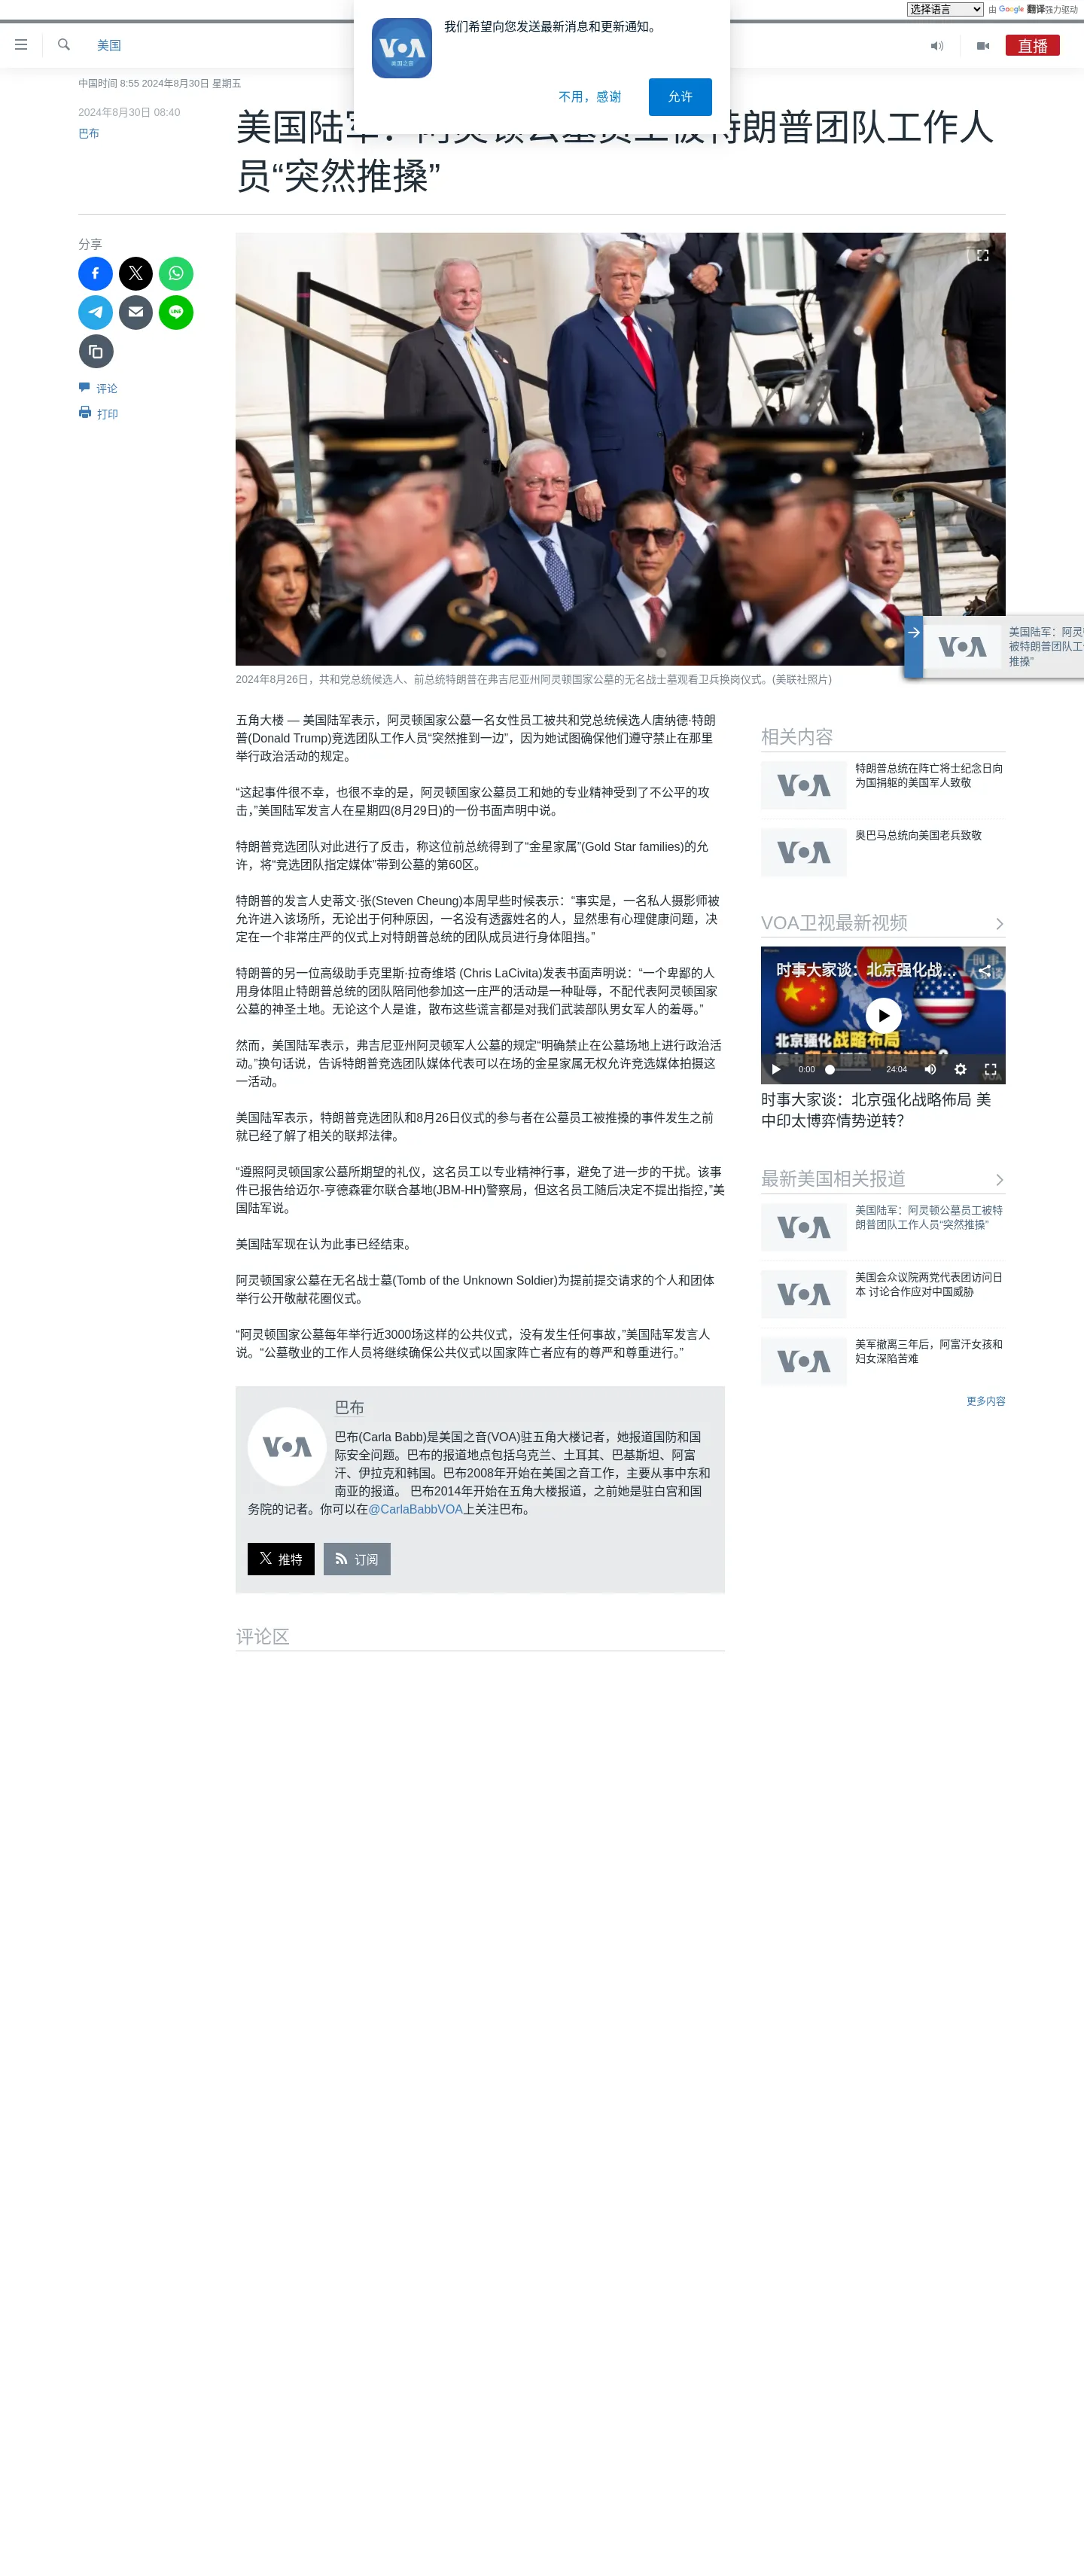 选择语言 由 Google 翻译强力驱动
我们希望向您发送最新消息和更新通知。
VOA
美国之音
不用，感谢
允许
美国
直播
中国时间 8:55 2024年8月30日 星期五
2024年8月30日 08:40
巴布
美国陆军：阿灵顿公墓员工被特朗普团队工作人
员“突然推搡”
分享
评论
打印
2024年8月26日，共和党总统候选人、前总统特朗普在弗吉尼亚州阿灵顿国家公墓的无名战士墓观看卫兵换岗仪式。(美联社照片)
VOA
美国陆军：阿灵
被特朗普团队工
推搡”
五角大楼 — 美国陆军表示，阿灵顿国家公墓一名女性员工被共和党总统候选人唐纳德·特朗
普(Donald Trump)竞选团队工作人员“突然推到一边”，因为她试图确保他们遵守禁止在那里
举行政治活动的规定。
“这起事件很不幸，也很不幸的是，阿灵顿国家公墓员工和她的专业精神受到了不公平的攻
击，”美国陆军发言人在星期四(8月29日)的一份书面声明中说。
特朗普竞选团队对此进行了反击，称这位前总统得到了“金星家属”(Gold Star families)的允
许，将“竞选团队指定媒体”带到公墓的第60区。
特朗普的发言人史蒂文·张(Steven Cheung)本周早些时候表示：“事实是，一名私人摄影师被
允许进入该场所，无论出于何种原因，一名没有透露姓名的人，显然患有心理健康问题，决
定在一个非常庄严的仪式上对特朗普总统的团队成员进行身体阻挡。”
特朗普的另一位高级助手克里斯·拉奇维塔 (Chris LaCivita)发表书面声明说：“一个卑鄙的人
用身体阻止特朗普总统的团队陪同他参加这一庄严的活动是一种耻辱，不配代表阿灵顿国家
公墓的神圣土地。无论这个人是谁，散布这些谎言都是对我们武装部队男女军人的羞辱。”
然而，美国陆军表示，弗吉尼亚州阿灵顿军人公墓的规定“明确禁止在公墓场地上进行政治活
动。”换句话说，告诉特朗普竞选团队媒体代表可以在场的金星家属无权允许竞选媒体拍摄这
一活动。
美国陆军表示，特朗普竞选团队和8月26日仪式的参与者在公墓员工被推搡的事件发生之前
就已经了解了相关的联邦法律。
“遵照阿灵顿国家公墓所期望的礼仪，这名员工以专业精神行事，避免了进一步的干扰。该事
件已报告给迈尔-亨德森霍尔联合基地(JBM-HH)警察局，但这名员工随后决定不提出指控，”美
国陆军说。
美国陆军现在认为此事已经结束。
阿灵顿国家公墓在无名战士墓(Tomb of the Unknown Soldier)为提前提交请求的个人和团体
举行公开敬献花圈仪式。
“阿灵顿国家公墓每年举行近3000场这样的公共仪式，没有发生任何事故，”美国陆军发言人
说。“公墓敬业的工作人员将继续确保公共仪式以国家阵亡者应有的尊严和尊重进行。”
VOA
巴布
巴布(Carla Babb)是美国之音(VOA)驻五角大楼记者，她报道国防和国
际安全问题。巴布的报道地点包括乌克兰、土耳其、巴基斯坦、阿富
汗、伊拉克和韩国。巴布2008年开始在美国之音工作，主要从事中东和
南亚的报道。 巴布2014年开始在五角大楼报道，之前她是驻白宫和国
务院的记者。你可以在@CarlaBabbVOA上关注巴布。
推特
订阅
评论区
相关内容
VOA
特朗普总统在阵亡将士纪念日向
为国捐躯的美国军人致敬
VOA
奥巴马总统向美国老兵致敬
VOA卫视最新视频
时事大家谈：北京强化战…
北京强化战略布局
0:00
24:04
时事大家谈：北京强化战略佈局 美
中印太博弈情势逆转？
最新美国相关报道
VOA
美国陆军：阿灵顿公墓员工被特
朗普团队工作人员“突然推搡”
VOA
美国会众议院两党代表团访问日
本 讨论合作应对中国威胁
VOA
美军撤离三年后，阿富汗女孩和
妇女深陷苦难
更多内容